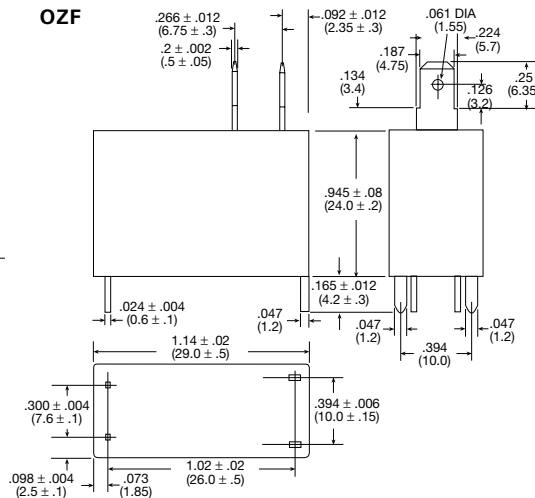 OZF
.266 ± .012
(6.75 ± .3)
.2 ± .002
(.5 ± .05)
.092 ± .012
(2.35 ± .3)
.061 DIA
(1.55)
.224
(5.7)
.187
(4.75)
.134
(3.4)
.25
(6.35)
.126
(3.2)
.945 ± .08
(24.0 ± .2)
.165 ± .012
(4.2 ± .3)
.024 ± .004
(0.6 ± .1)
.047
(1.2)
.047
(1.2)
.047
(1.2)
.394
(10.0)
1.14 ± .02
(29.0 ± .5)
.300 ± .004
(7.6 ± .1)
.394 ± .006
(10.0 ± .15)
1.02 ± .02
(26.0 ± .5)
.098 ± .004
(2.5 ± .1)
.073
(1.85)